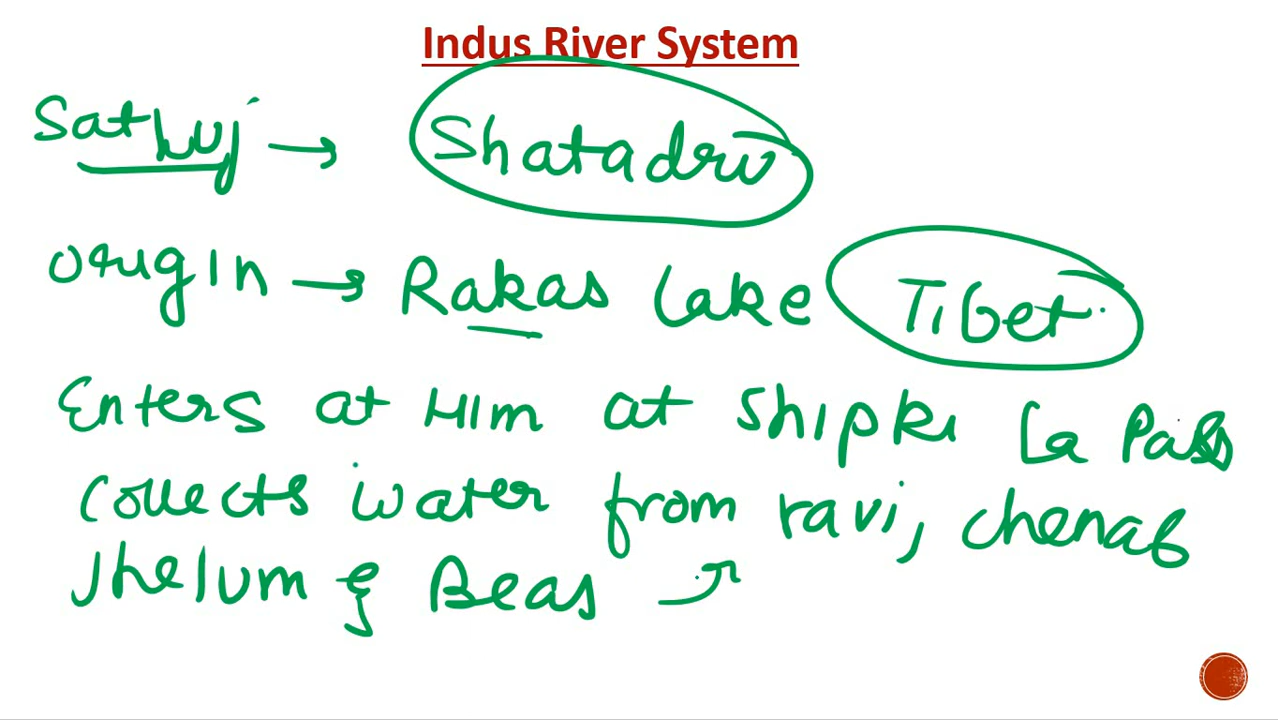 Indus River System
Satluj → Shatadru
Origin → Rakas Lake Tibet
Enters at HIm at Shipki La Pass
Collects water from ravi, Chenab
Jhelum & Beas →